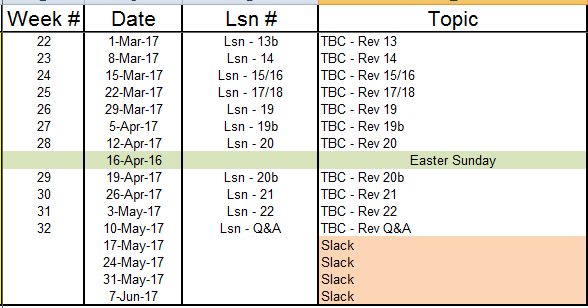 Week # Date Lsn # Topic
22 1-Mar-17 Lsn - 13b TBC - Rev 13
23 8-Mar-17 Lsn - 14 TBC - Rev 14
24 15-Mar-17 Lsn - 15/16 TBC - Rev 15/16
25 22-Mar-17 Lsn - 17/18 TBC - Rev 17/18
26 29-Mar-17 Lsn - 19 TBC - Rev 19
27 5-Apr-17 Lsn - 19b TBC - Rev 19b
28 12-Apr-17 Lsn - 20 TBC - Rev 20
16-Apr-16 Easter Sunday
29 19-Apr-17 Lsn - 20b TBC - Rev 20b
30 26-Apr-17 Lsn - 21 TBC - Rev 21
31 3-May-17 Lsn - 22 TBC - Rev 22
32 10-May-17 Lsn - Q&A TBC - Rev Q&A
17-May-17 Slack
24-May-17 Slack
31-May-17 Slack
7-Jun-17 Slack